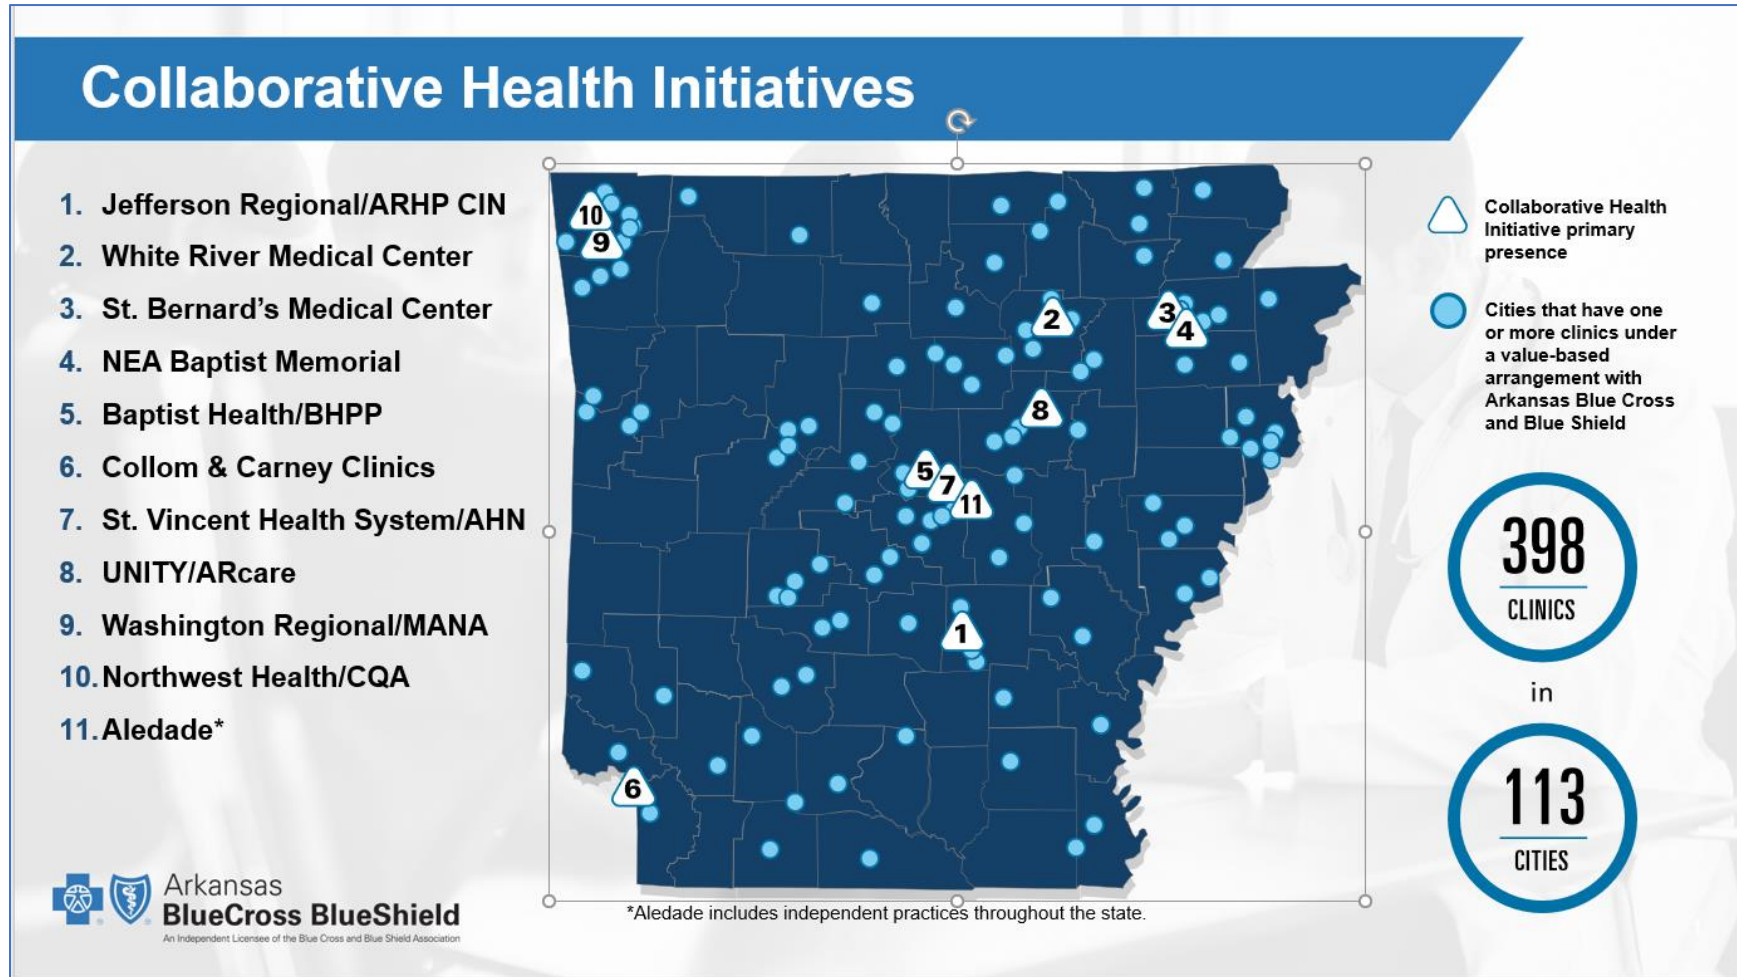 Collaborative Health Initiatives
1. Jefferson Regional/ARHP CIN
2. White River Medical Center
3. St. Bernard's Medical Center
4. NEA Baptist Memorial
5. Baptist Health/BHPP
6. Collom & Carney Clinics
7. St. Vincent Health System/AHN
8. UNITY/ARcare
9. Washington Regional/MANA
10. Northwest Health/CQA
11. Aledade*
10
9
2
3
4
8
5
7
11
1
6
Collaborative Health
Initiative primary
presence
Cities that have one
or more clinics under
a value-based
arrangement with
Arkansas Blue Cross
and Blue Shield
398
CLINICS
in
113
CITIES
Arkansas
BlueCross BlueShield
An Independent Licensee of the Blue Cross and Blue Shield Association
*Aledade includes independent practices throughout the state.